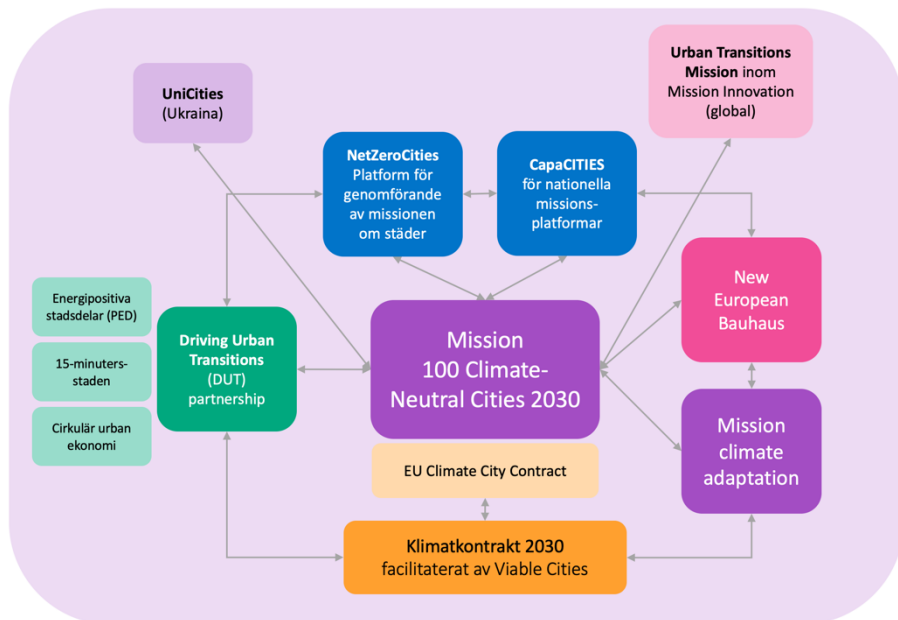 Urban Transitions
Mission inom
Mission Innovation
(global)
UniCities
(Ukraina)
NetZeroCities
Platform för
genomförande
av missionen
om städer
CapaCITIES
för nationella
missions-
platformar
New
European
Bauhaus
Energipositiva
stadsdelar (PED)
15-minuters-
staden
Cirkulär urban
ekonomi
Driving Urban
Transitions
(DUT)
partnership
Mission
100 Climate-
Neutral Cities 2030
Mission
climate
adaptation
EU Climate City Contract
Klimatkontrakt 2030
facilitaterat av Viable Cities